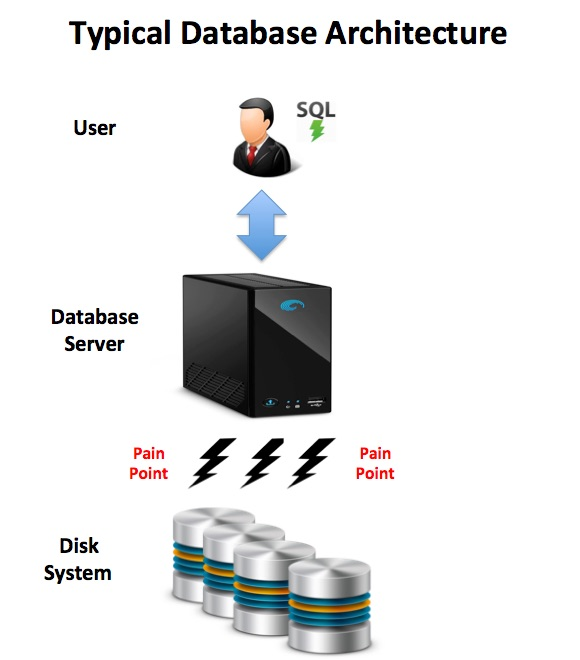 Typical Database Architecture
User
SQL
Database
Server
Pain
Point
Pain
Point
Disk
System